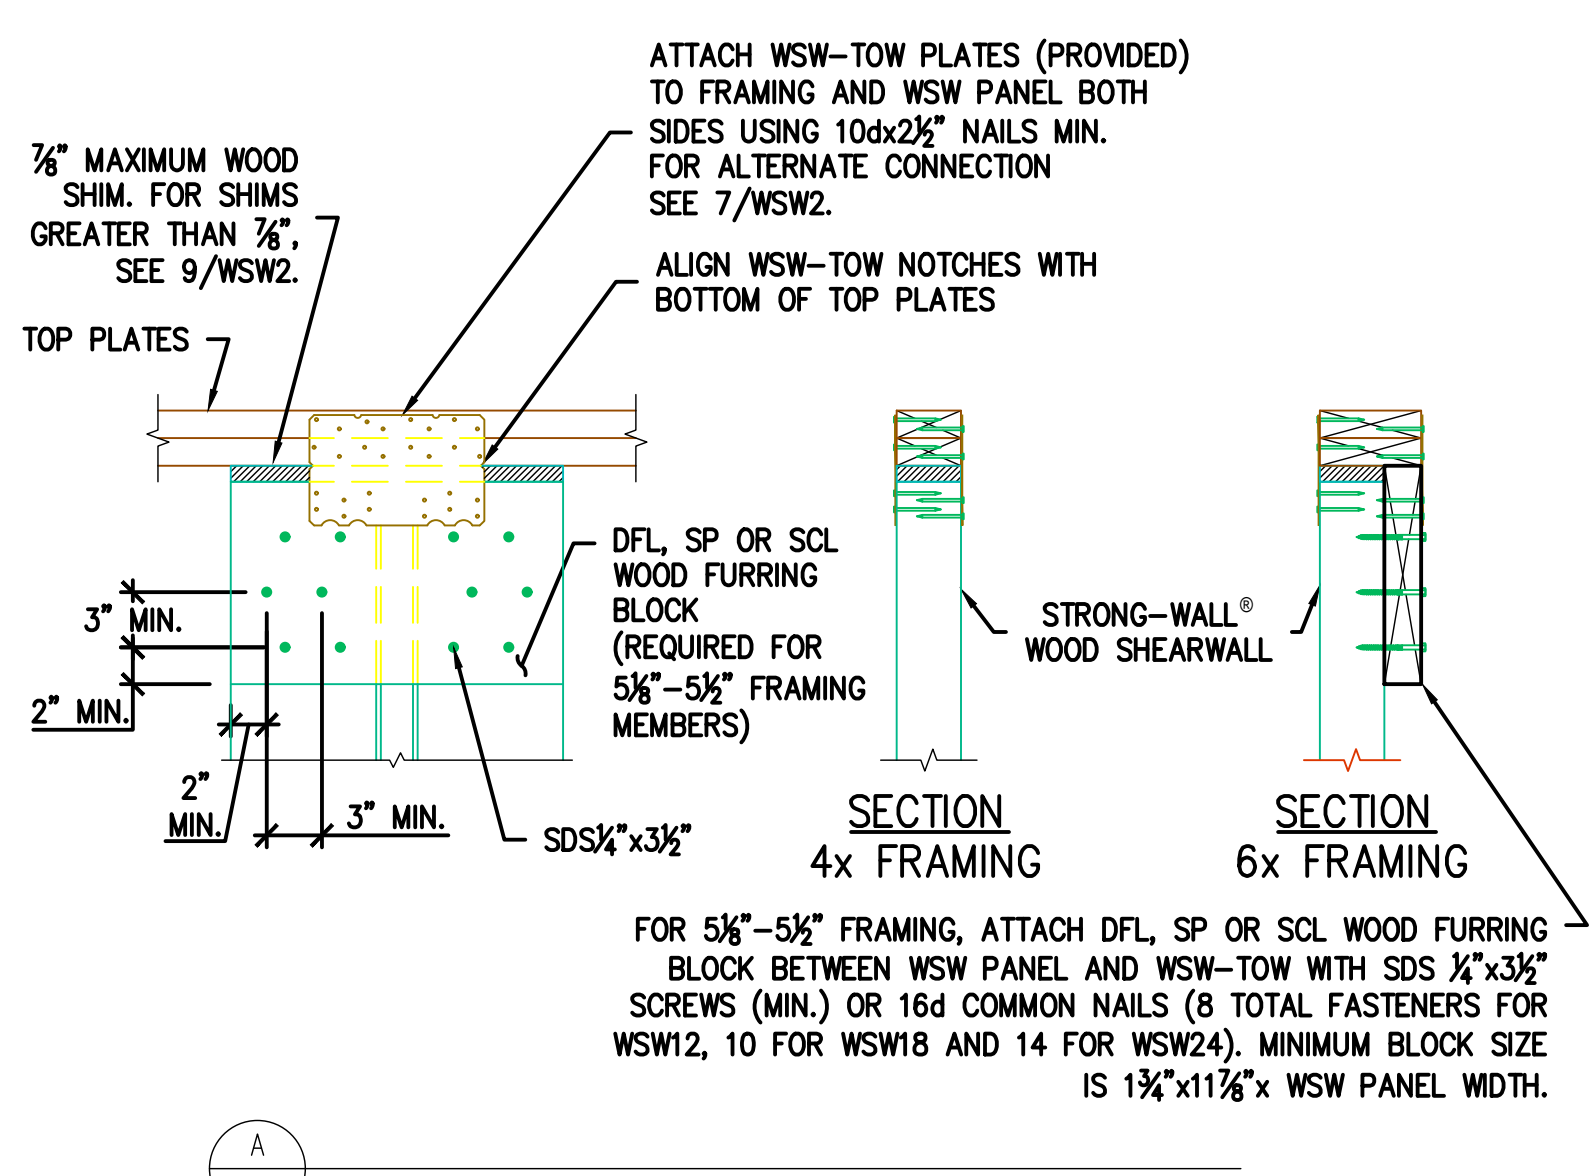 ATTACH WSW-TOW PLATES (PROVIDED)
TO FRAMING AND WSW PANEL BOTH
SIDES USING 10dx2½" NAILS MIN.
FOR ALTERNATE CONNECTION
SEE 7/WSW2.
⅞" MAXIMUM WOOD
SHIM. FOR SHIMS
GREATER THAN ⅞",
SEE 9/WSW2.
ALIGN WSW-TOW NOTCHES WITH
BOTTOM OF TOP PLATES
TOP PLATES
DFL, SP OR SCL
WOOD FURRING
BLOCK
(REQUIRED FOR
5⅛"-5½" FRAMING
MEMBERS)
3" MIN.
2" MIN.
2"
MIN.
3" MIN.
SDS¼"x3½"
STRONG-WALL®
WOOD SHEARWALL
SECTION
4x FRAMING
SECTION
6x FRAMING
FOR 5⅛"-5½" FRAMING, ATTACH DFL, SP OR SCL WOOD FURRING
BLOCK BETWEEN WSW PANEL AND WSW-TOW WITH SDS ¼"x3½"
SCREWS (MIN.) OR 16d COMMON NAILS (8 TOTAL FASTENERS FOR
WSW12, 10 FOR WSW18 AND 14 FOR WSW24). MINIMUM BLOCK SIZE
IS 1¾"x11⅞"x WSW PANEL WIDTH.
A